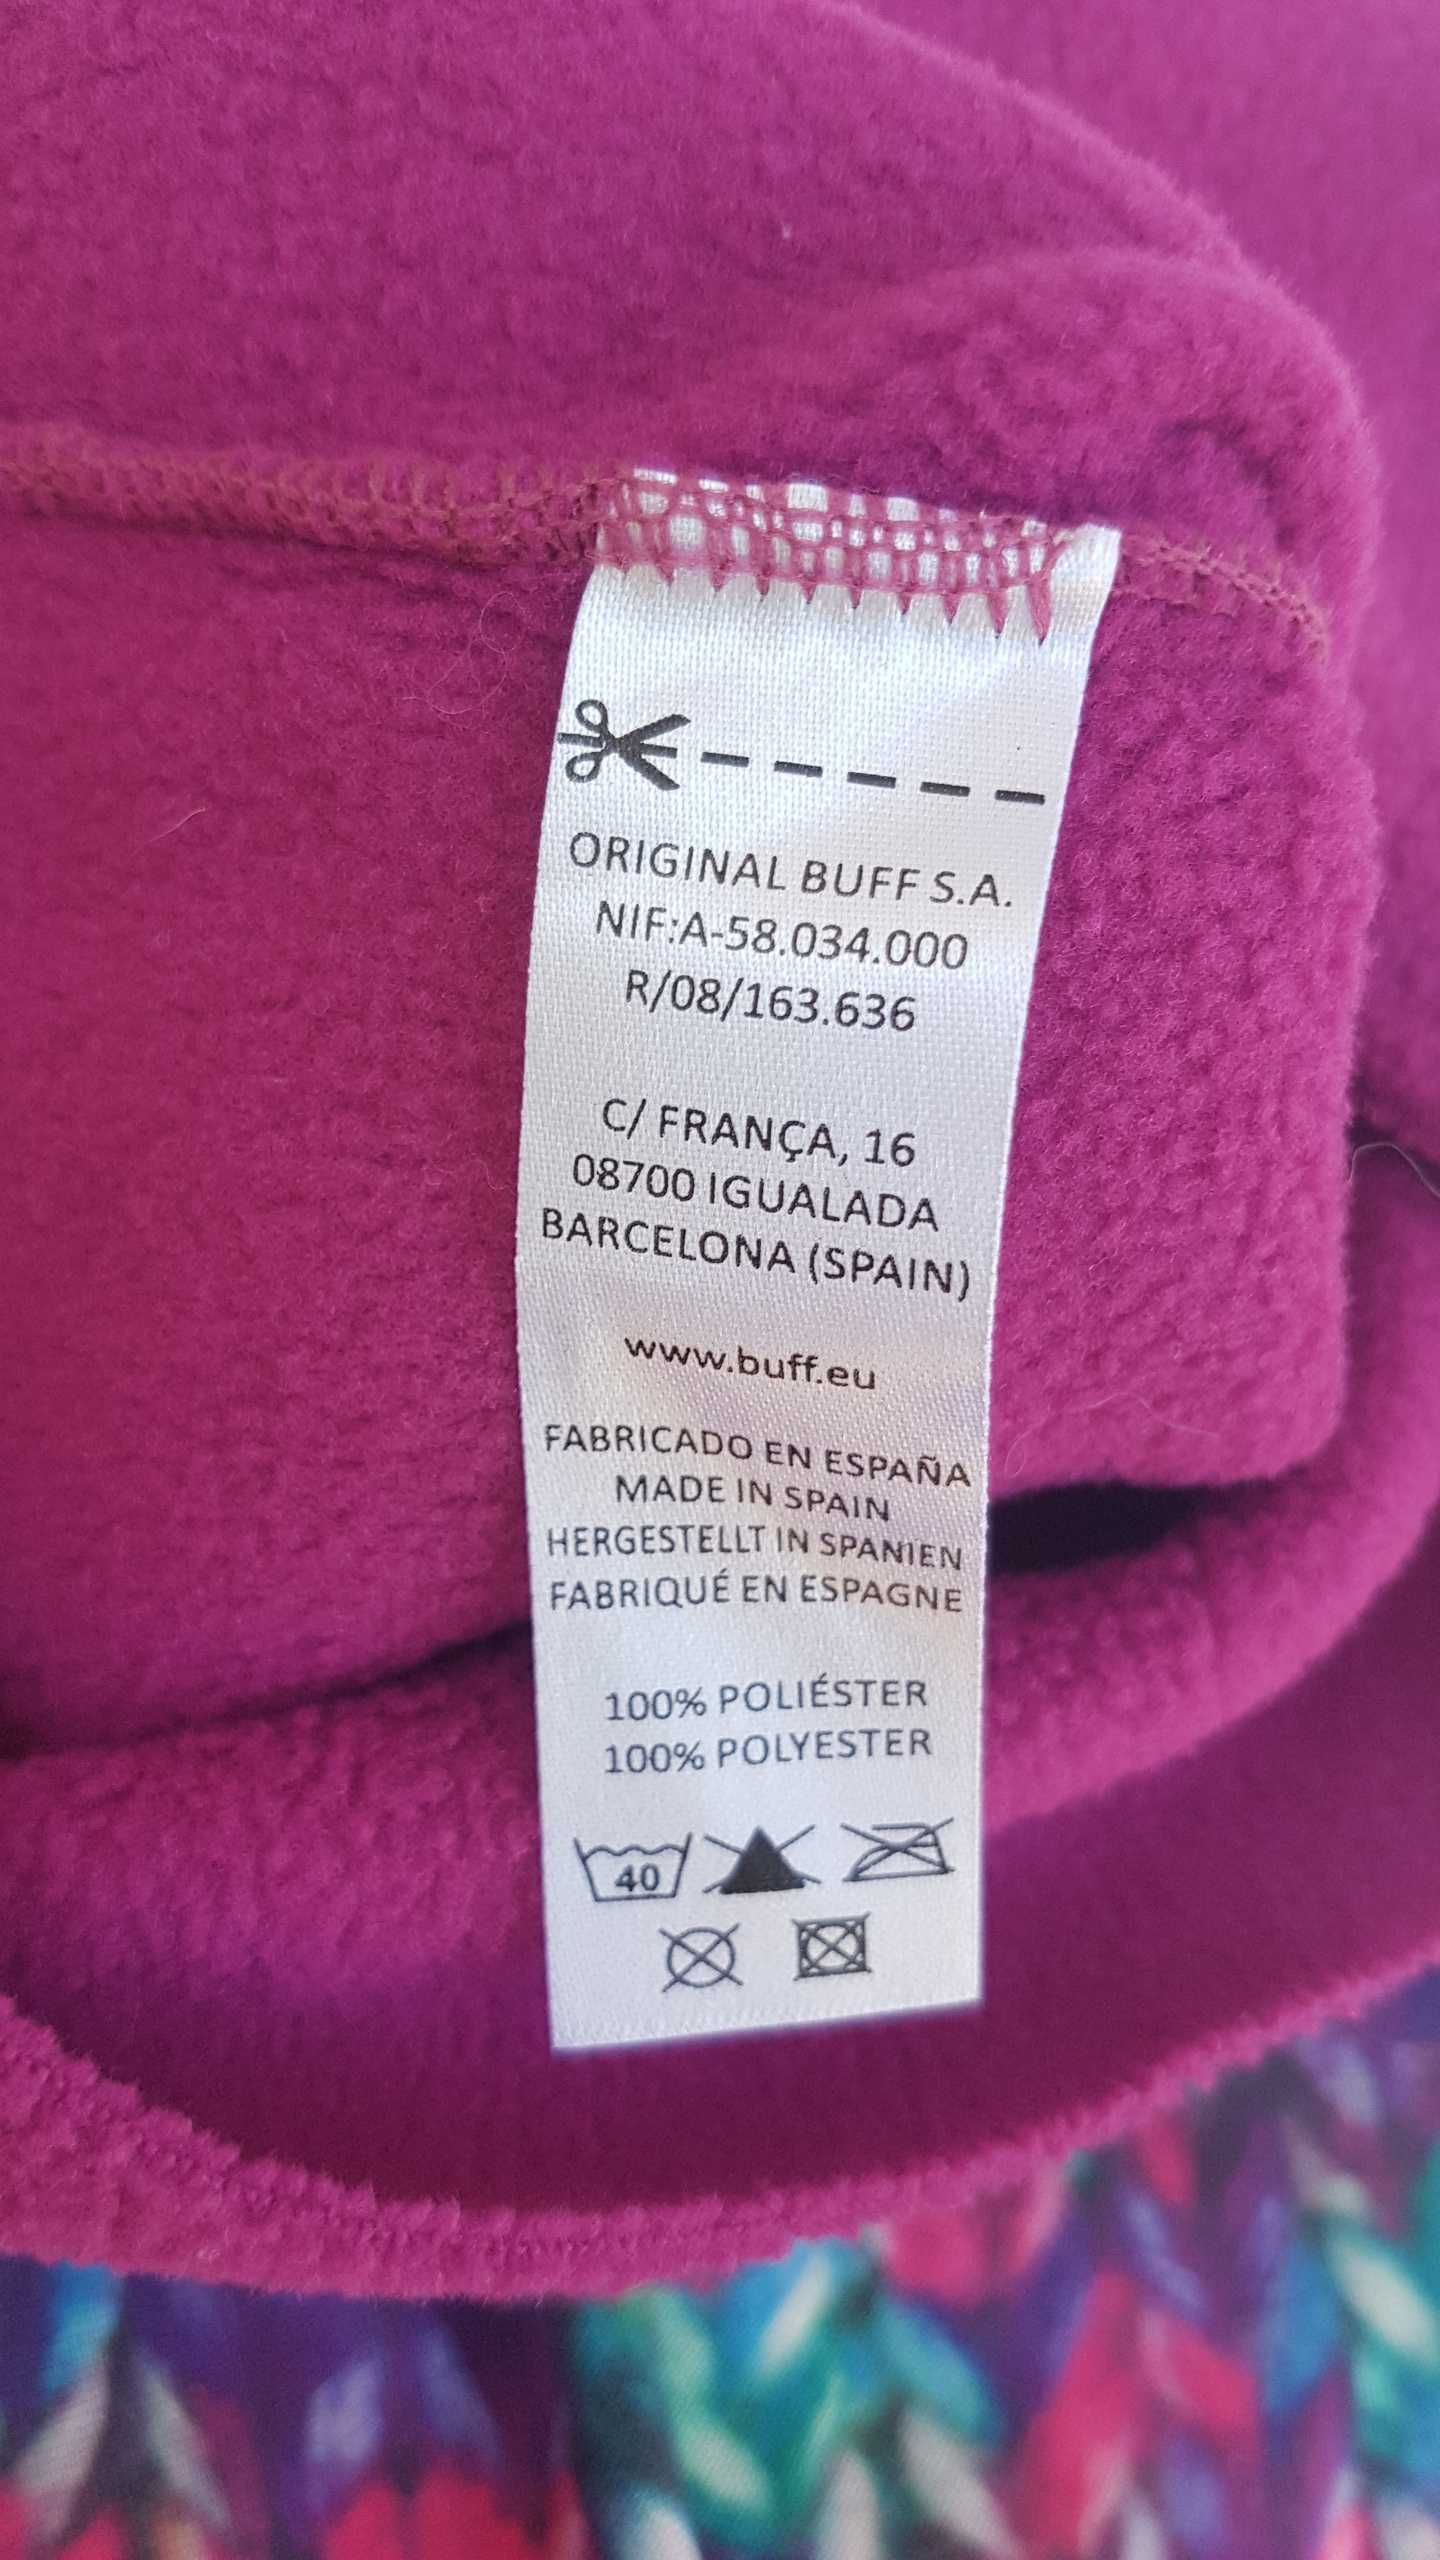 ORIGINAL BUFF S.A.
NIF:A-58.034.000
R/08/163.636
C/ FRANÇA, 16
08700 IGUALADA
BARCELONA (SPAIN)
www.buff.eu
FABRICADO EN ESPAÑA
MADE IN SPAIN
HERGESTELLT IN SPANIEN
FABRIQUÉ EN ESPAGNE
100% POLIÉSTER
100% POLYESTER
40